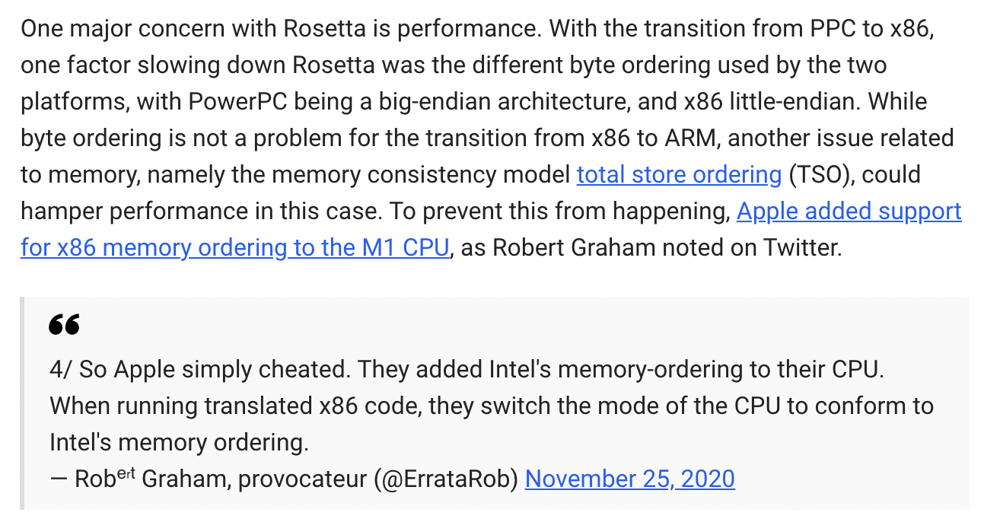 One major concern with Rosetta is performance. With the transition from PPC to x86,
one factor slowing down Rosetta was the different byte ordering used by the two
platforms, with PowerPC being a big-endian architecture, and x86 little-endian. While
byte ordering is not a problem for the transition from x86 to ARM, another issue related
to memory, namely the memory consistency model total store ordering (TSO), could
hamper performance in this case. To prevent this from happening, Apple added support
for x86 memory ordering to the M1 CPU, as Robert Graham noted on Twitter.
“
4/ So Apple simply cheated. They added Intel's memory-ordering to their CPU.
When running translated x86 code, they switch the mode of the CPU to conform to
Intel's memory ordering.
— Robᵉʳᵗ Graham, provocateur (@ErrataRob) November 25, 2020